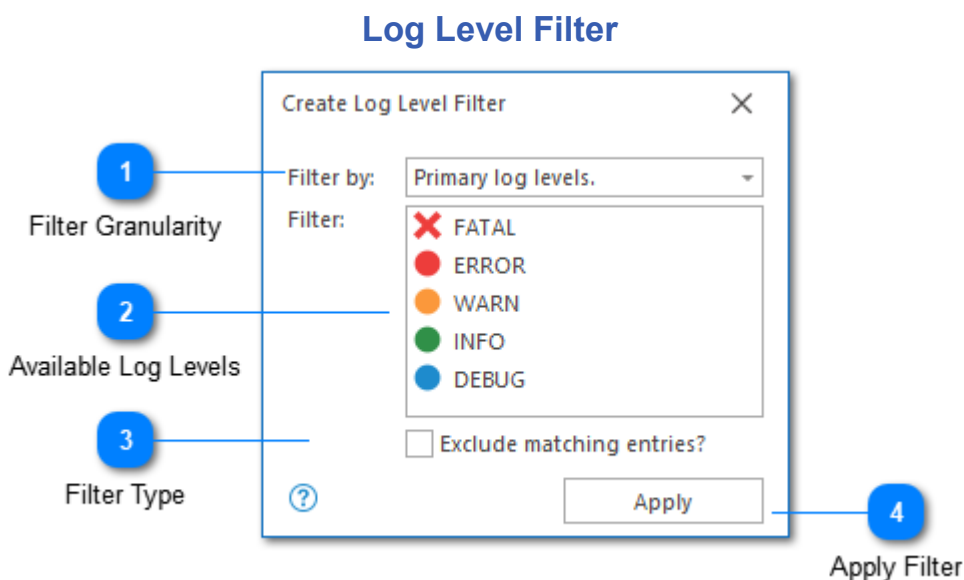 Log Level Filter
Create Log Level Filter
1
Filter Granularity
Filter by:
Primary log levels.
Filter:
FATAL
ERROR
WARN
INFO
DEBUG
2
Available Log Levels
3
Filter Type
Exclude matching entries?
?
Apply
4
Apply Filter